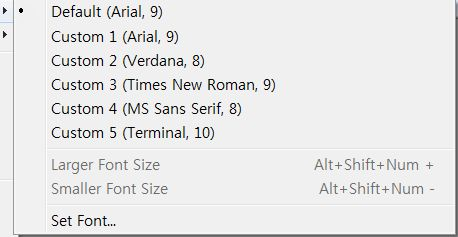 Default (Arial, 9)
Custom 1 (Arial, 9)
Custom 2 (Verdana, 8)
Custom 3 (Times New Roman, 9)
Custom 4 (MS Sans Serif, 8)
Custom 5 (Terminal, 10)
Larger Font Size Alt+Shift+Num +
Smaller Font Size Alt+Shift+Num -
Set Font...